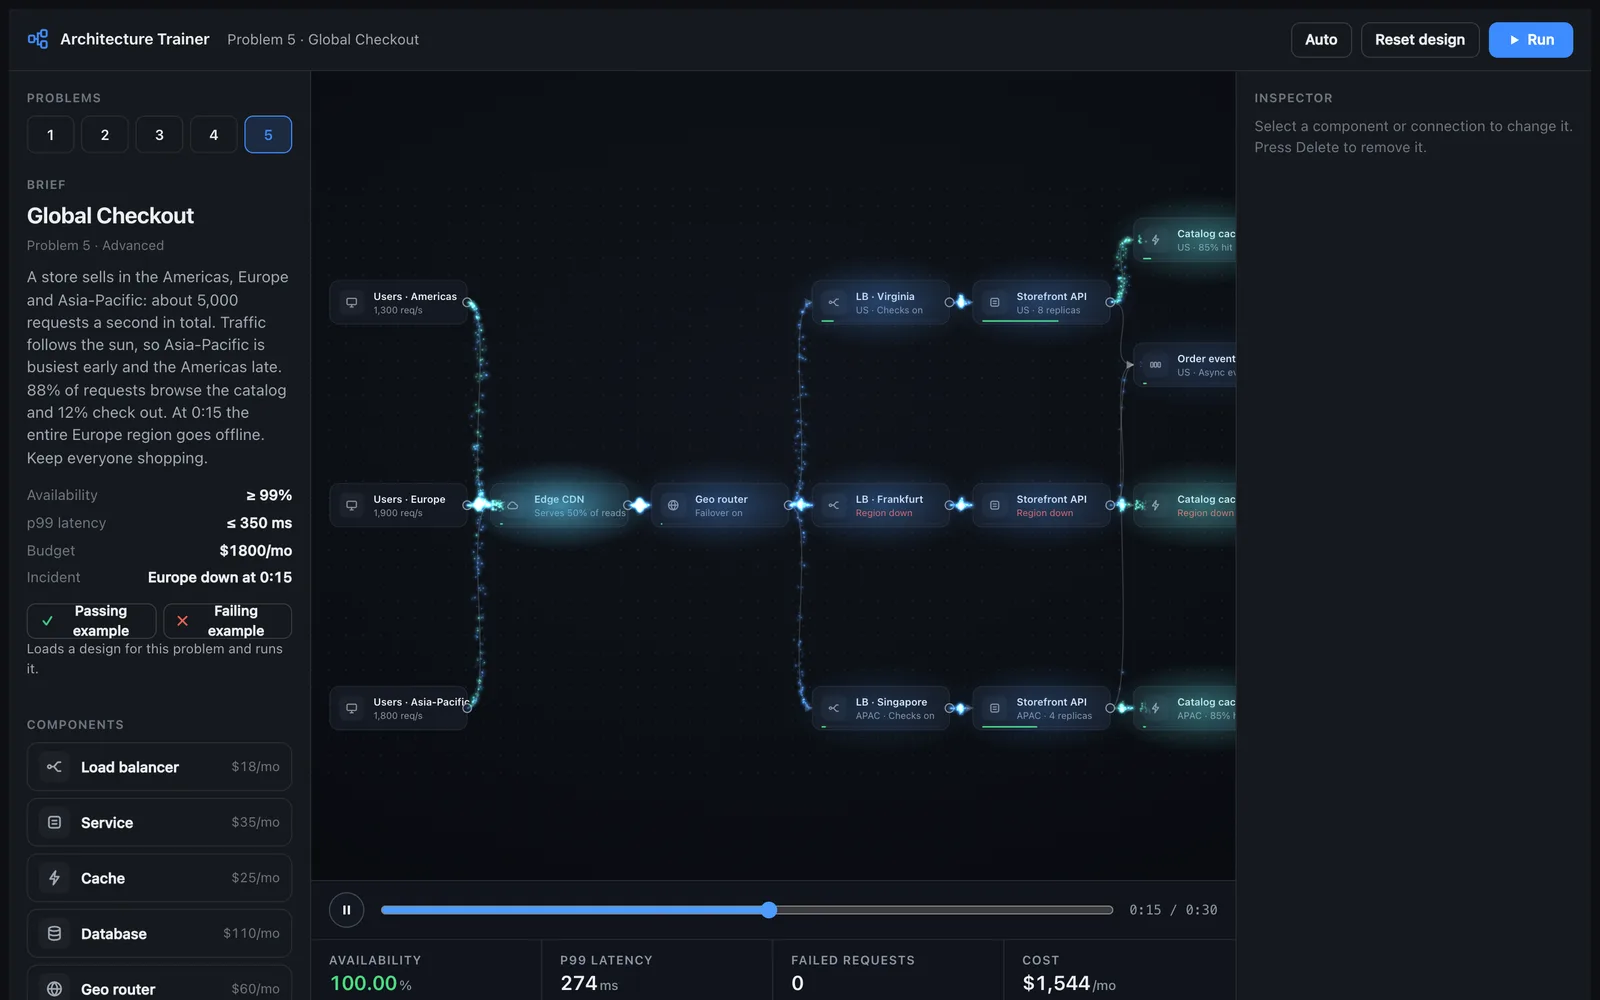 Architecture Trainer
Problem 5 · Global Checkout
Auto
Reset design
Run
PROBLEMS
1
2
3
4
5
BRIEF
Global Checkout
Problem 5 · Advanced
A store sells in the Americas, Europe
and Asia-Pacific: about 5,000
requests a second in total. Traffic
follows the sun, so Asia-Pacific is
busiest early and the Americas late.
88% of requests browse the catalog
and 12% check out. At 0:15 the
entire Europe region goes offline.
Keep everyone shopping.
Availability
≥ 99%
p99 latency
≤ 350 ms
Budget
$1800/mo
Incident
Europe down at 0:15
Passing
example
Failing
example
Loads a design for this problem and runs
it.
COMPONENTS
Load balancer
$18/mo
Service
$35/mo
Cache
$25/mo
Database
$110/mo
Geo router
$60/mo
Users · Americas
1,300 req/s
Users · Europe
1,900 req/s
Users · Asia-Pacific
1,800 req/s
Edge CDN
Serves 50% of reads
Geo router
Failover on
LB · Virginia
US · Checks on
LB · Frankfurt
Region down
LB · Singapore
APAC · Checks on
Storefront API
US · 8 replicas
Storefront API
Region down
Storefront API
APAC · 4 replicas
Catalog cac
US · 85% hit
Order event
US · Async ev
Catalog cac
Region down
Catalog cac
APAC · 85% h
0:15 / 0:30
AVAILABILITY
100.00%
P99 LATENCY
274 ms
FAILED REQUESTS
0
COST
$1,544/mo
INSPECTOR
Select a component or connection to change it.
Press Delete to remove it.